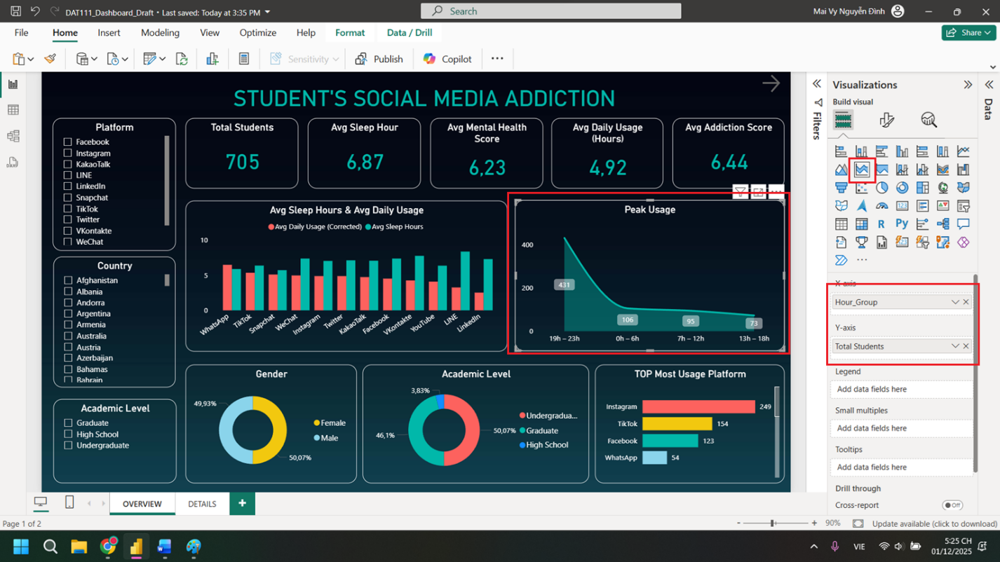 DAT111_Dashboard_Draft • Last saved: Today at 3:35 PM
Search
Mai Vy Nguyễn Đình
File Home Insert Modeling View Optimize Help Format Data / Drill
Share
Sensitivity
Publish
Copilot
STUDENT'S SOCIAL MEDIA ADDICTION
Platform
Facebook
Instagram
KakaoTalk
LINE
LinkedIn
Snapchat
TikTok
Twitter
VKontakte
WeChat
Country
Afghanistan
Albania
Andorra
Argentina
Armenia
Australia
Austria
Azerbaijan
Bahamas
Bahrain
Academic Level
Graduate
High School
Undergraduate
Total Students
705
Avg Sleep Hour
6,87
Avg Mental Health
Score
6,23
Avg Daily Usage
(Hours)
4,92
Avg Addiction Score
6,44
Avg Sleep Hours & Avg Daily Usage
Avg Daily Usage (Corrected) Avg Sleep Hours
10
5
0
WhatsApp TikTok Snapchat WeChat Instagram Twitter KakaoTalk Facebook VKontakte YouTube LINE LinkedIn
Peak Usage
400
200
0
431
106
95
73
19h – 23h 0h – 6h 7h – 12h 13h – 18h
Gender
49,93%
50,07%
Female
Male
Academic Level
3,83%
46,1%
50,07%
Undergradua...
Graduate
High School
TOP Most Usage Platform
Instagram 249
TikTok 154
Facebook 123
WhatsApp 54
Filters
Visualizations
Build visual
R
Py
123
X-axis
Hour_Group
Y-axis
Total Students
Legend
Add data fields here
Small multiples
Add data fields here
Tooltips
Add data fields here
Drill through
Cross-report
Off
Data
DAX
OVERVIEW DETAILS
Page 1 of 2
90%
Update available (click to download)
VIE
5:25 CH
01/12/2025